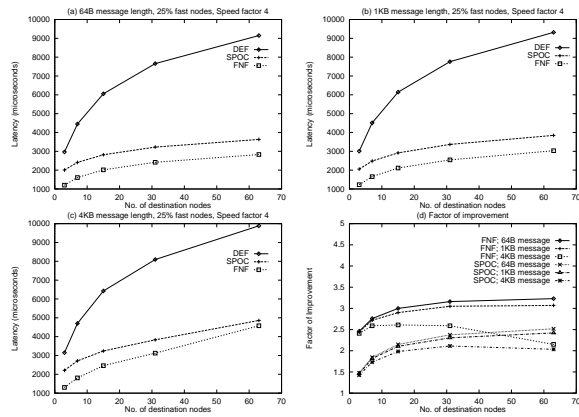 (a) 64B message length, 25% fast nodes, Speed factor 4
10000
9000
8000
7000
6000
5000
4000
3000
2000
1000
Latency (microseconds)
DEF
SPOC
FNF
0 10 20 30 40 50 60 70
No. of destination nodes
(b) 1KB message length, 25% fast nodes, Speed factor 4
10000
9000
8000
7000
6000
5000
4000
3000
2000
1000
Latency (microseconds)
DEF
SPOC
FNF
0 10 20 30 40 50 60 70
No. of destination nodes
(c) 4KB message length, 25% fast nodes, Speed factor 4
10000
9000
8000
7000
6000
5000
4000
3000
2000
1000
Latency (microseconds)
DEF
SPOC
FNF
0 10 20 30 40 50 60 70
No. of destination nodes
(d) Factor of improvement
5
4.5
4
3.5
3
2.5
2
1.5
1
Factor of Improvement
FNF; 64B message
FNF; 1KB message
FNF; 4KB message
SPOC; 64B message
SPOC; 1KB message
SPOC; 4KB message
0 10 20 30 40 50 60 70
No. of destination nodes